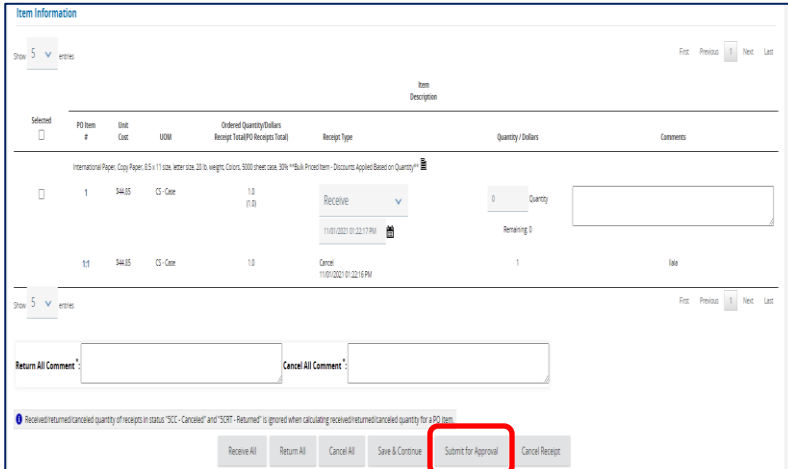 Item Information
Show 5 entries
First Previous 1 Next Last
Item
Description
Selected
PO Item
#
Unit
Cost
UOM
Ordered Quantity/Dollars
Receipt Total(PO Receipts Total)
Receipt Type
Quantity / Dollars
Comments
International Paper, Copy Paper, 8.5 x 11 size, letter size, 20 lb. weight, Colors, 5000 sheet case, 30% **Bulk Priced Item - Discounts Applied Based on Quantity**
1 $44.85 CS - Case 1.0 Receive 0 Quantity
(1.0)
11/01/2021 01:22:17 PM Remaining: 0
1:1 $44.85 CS - Case 1.0 Cancel 1 lala
11/01/2021 01:22:16 PM
Show 5 entries
First Previous 1 Next Last
Return All Comment*: Cancel All Comment*:
Received/returned/canceled quantity of receipts in status "5CC - Canceled" and "5CRT - Returned" is ignored when calculating received/returned/canceled quantity for a PO item.
Receive All Return All Cancel All Save & Continue Submit for Approval Cancel Receipt